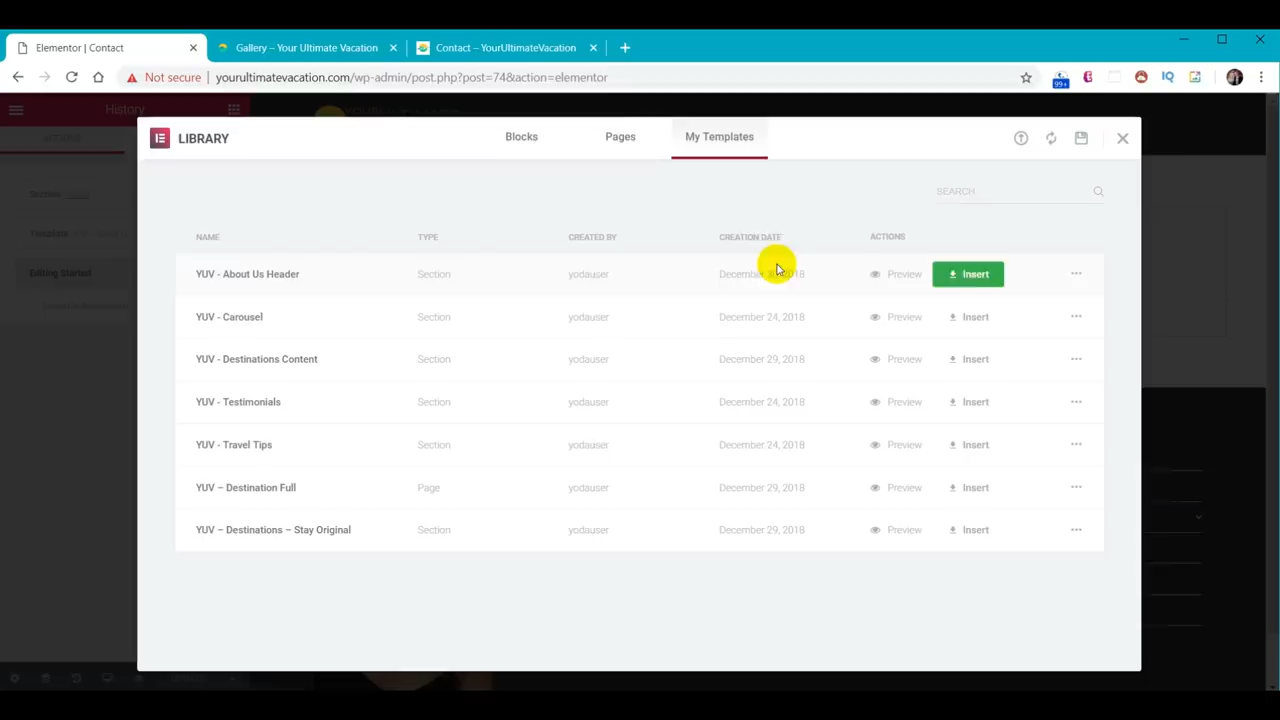 Elementor | Contact
Gallery – Your Ultimate Vacation
Contact – YourUltimateVacation
Not secure
yourultimatevacation.com/wp-admin/post.php?post=74&action=elementor
99+
IQ
History
LIBRARY
Blocks
Pages
My Templates
SEARCH
NAME TYPE CREATED BY CREATION DATE ACTIONS
YUV - About Us Header Section yodauser December 2018 Preview Insert
YUV - Carousel Section yodauser December 24, 2018 Preview Insert
YUV - Destinations Content Section yodauser December 29, 2018 Preview Insert
YUV - Testimonials Section yodauser December 24, 2018 Preview Insert
YUV - Travel Tips Section yodauser December 24, 2018 Preview Insert
YUV – Destination Full Page yodauser December 29, 2018 Preview Insert
YUV – Destinations – Stay Original Section yodauser December 29, 2018 Preview Insert
Section
Template
Editing Started